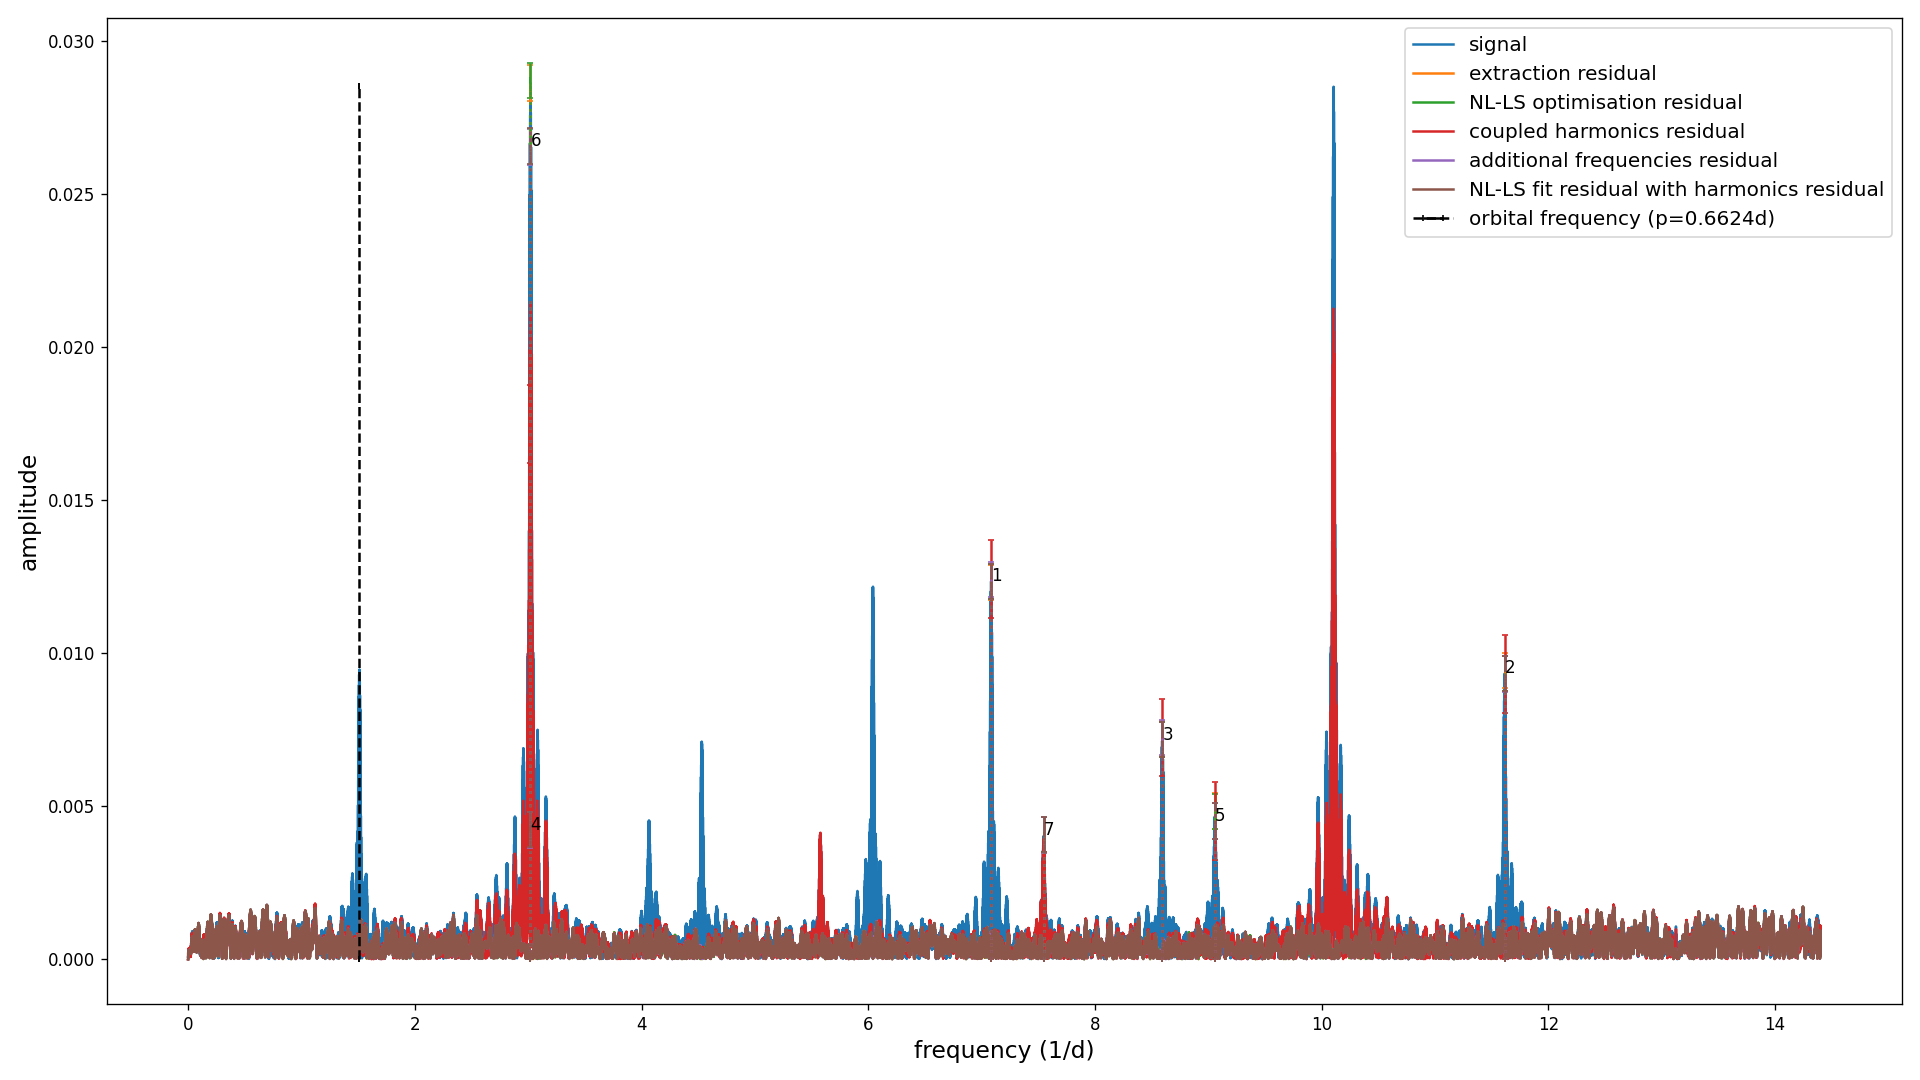 signal
extraction residual
NL-LS optimisation residual
coupled harmonics residual
additional frequencies residual
NL-LS fit residual with harmonics residual
orbital frequency (p=0.6624d)
amplitude
0.030
0.025
0.020
0.015
0.010
0.005
0.000
6
1
2
3
5
4
7
0 2 4 6 8 10 12 14
frequency (1/d)